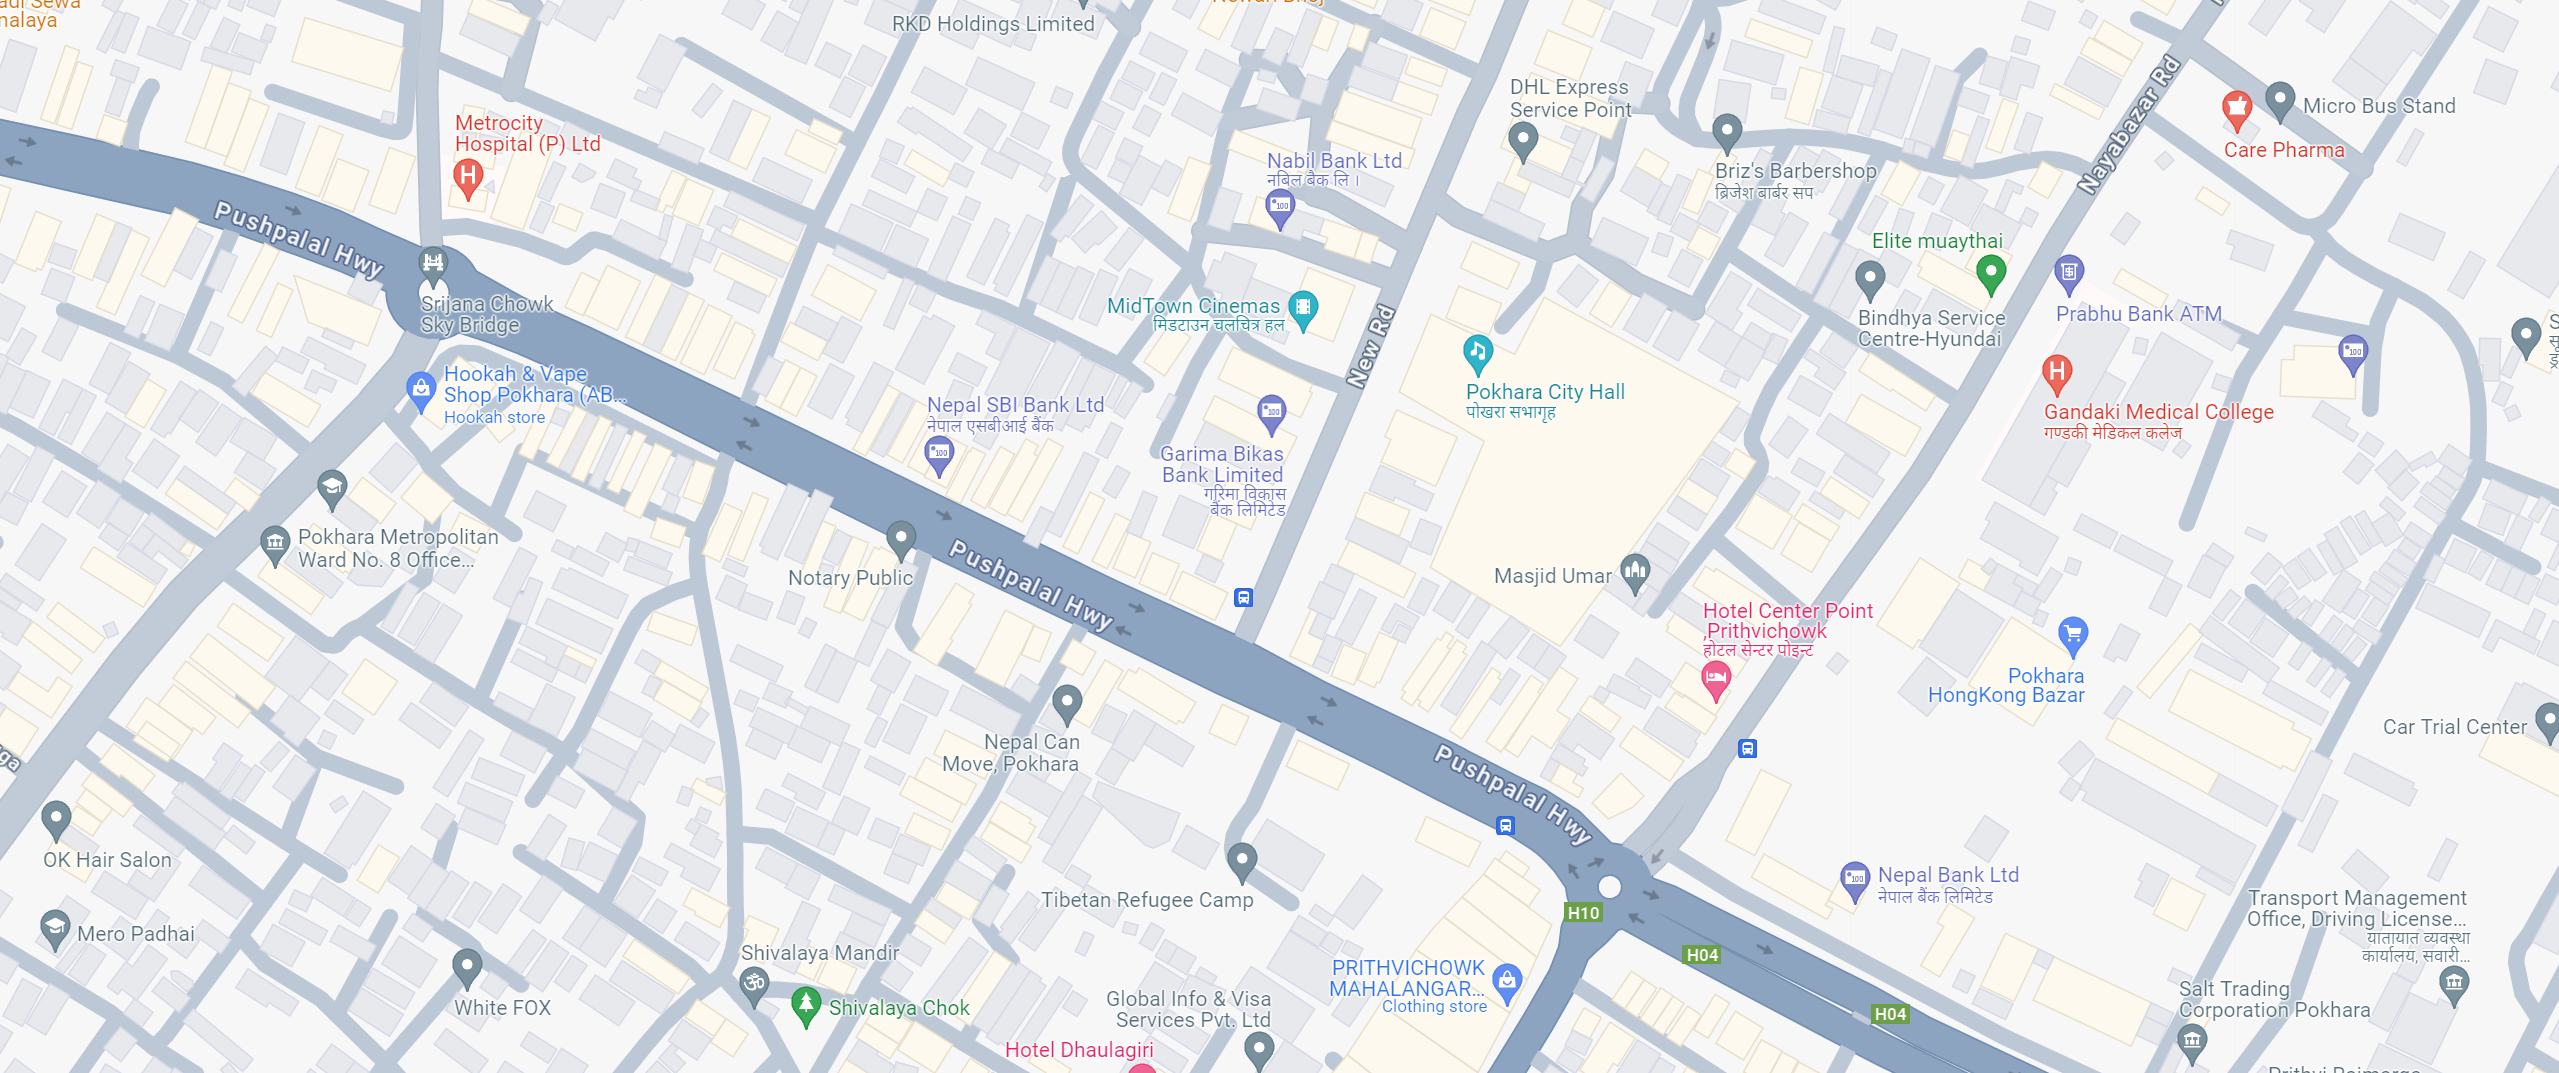 nalaya
RKD Holdings Limited
DHL Express
Service Point
Nayabazar Rd
Micro Bus Stand
Care Pharma
Metrocity
Hospital (P) Ltd
Nabil Bank Ltd
नबिल बैंक लि ।
Briz's Barbershop
ब्रिजेश बार्बर सप
Pushpalal Hwy
Elite muaythai
Srijana Chowk
Sky Bridge
MidTown Cinemas
मिडटाउन चलचित्र हल
New Rd
Bindhya Service
Centre-Hyundai
Prabhu Bank ATM
Hookah & Vape
Shop Pokhara (AB...
Hookah store
Nepal SBI Bank Ltd
नेपाल एसबीआई बैंक
Pokhara City Hall
पोखरा सभागृह
Gandaki Medical College
गण्डकी मेडिकल कलेज
Garima Bikas
Bank Limited
गरिमा विकास
बैंक लिमिटेड
Pokhara Metropolitan
Ward No. 8 Office...
Notary Public
Pushpalal Hwy
Masjid Umar
Hotel Center Point
,Prithvichowk
होटल सेन्टर पोइन्ट
Pokhara
HongKong Bazar
Car Trial Center
Nepal Can
Move, Pokhara
Pushpalal Hwy
OK Hair Salon
Tibetan Refugee Camp
Nepal Bank Ltd
नेपाल बैंक लिमिटेड
H10
H04
H04
Mero Padhai
Shivalaya Mandir
Shivalaya Chok
White FOX
PRITHVICHOWK
MAHALANGAR...
Clothing store
Global Info & Visa
Services Pvt. Ltd
Hotel Dhaulagiri
Transport Management
Office, Driving License...
यातायात व्यवस्था
कार्यालय, सवारी...
Salt Trading
Corporation Pokhara